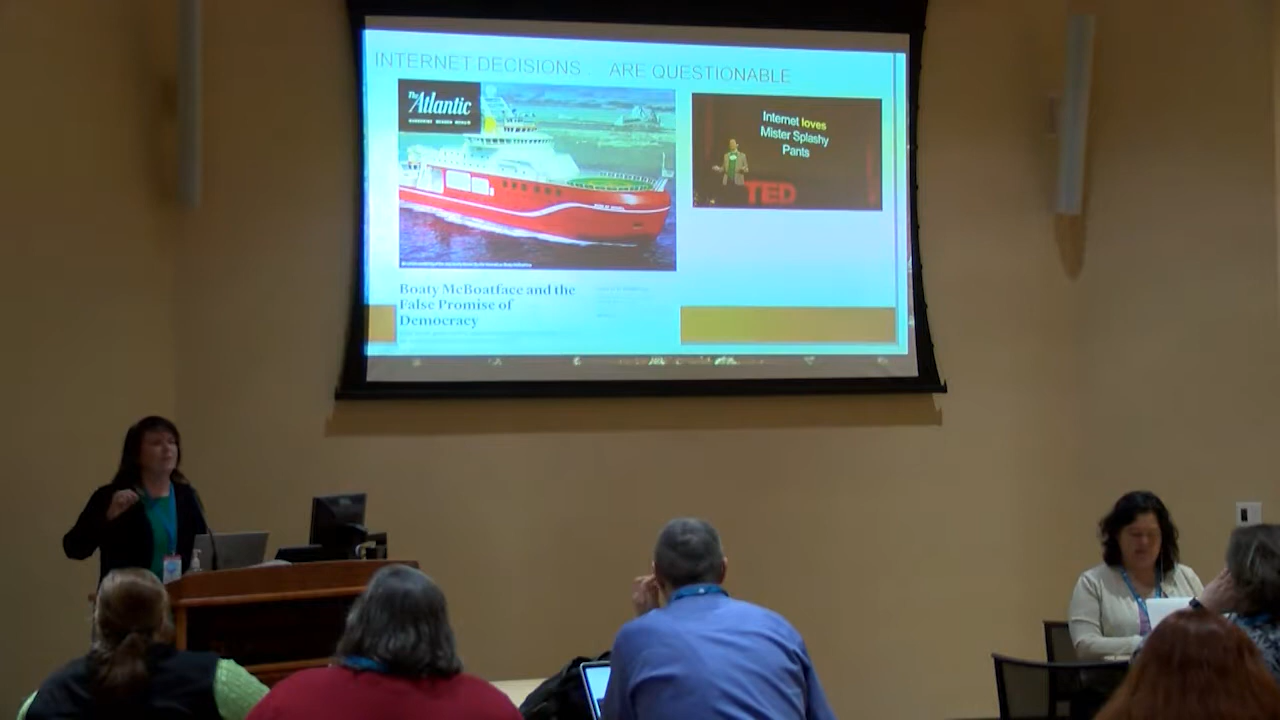 INTERNET DECISIONS ARE QUESTIONABLE
The
Atlantic
Internet loves
Mister Splashy
Pants
TED
Boaty McBoatface and the
False Promise of
Democracy